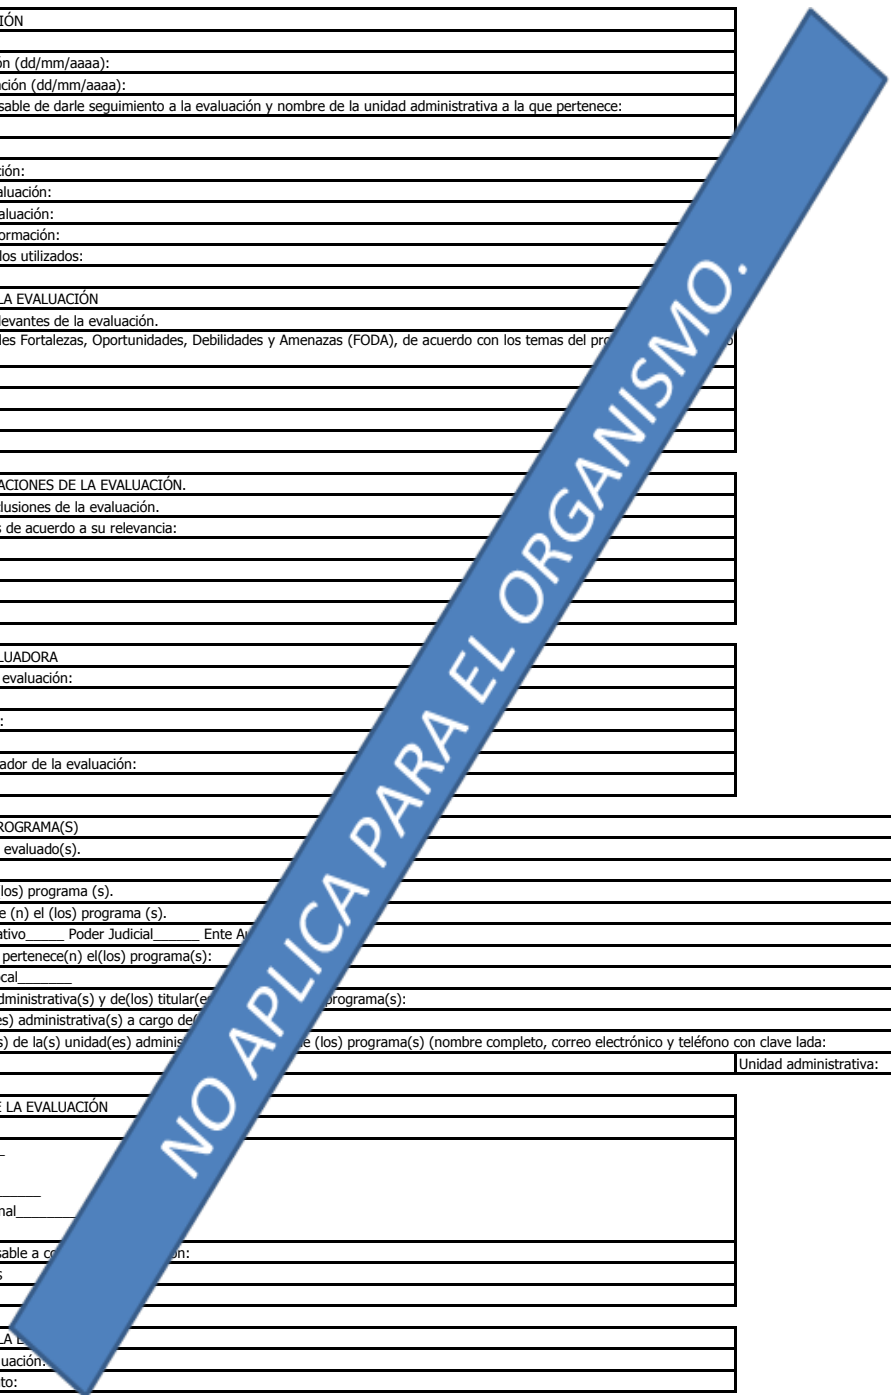 IÓN
ón (dd/mm/aaaa):
ación (dd/mm/aaaa):
sable de darle seguimiento a la evaluación y nombre de la unidad administrativa a la que pertenece:
ción:
aluación:
aluación:
ormación:
dos utilizados:
LA EVALUACIÓN
levantes de la evaluación.
les Fortalezas, Oportunidades, Debilidades y Amenazas (FODA), de acuerdo con los temas del pro
ACIONES DE LA EVALUACIÓN.
clusiones de la evaluación.
s de acuerdo a su relevancia:
LUADORA
evaluación:
:
ador de la evaluación:
ROGRAMA(S)
evaluado(s).
los) programa (s).
e (n) el (los) programa (s).
ativo_____ Poder Judicial______ Ente A
pertenece(n) el(los) programa(s):
cal_______
dministrativa(s) y de(los) titular(e programa(s):
es) administrativa(s) a cargo de(
s) de la(s) unidad(es) adminis e (los) programa(s) (nombre completo, correo electrónico y teléfono con clave lada:
Unidad administrativa:
E LA EVALUACIÓN
_
______
nal________
sable a co ón:
s
LA E
uación:
to:
NO APLICA PARA EL ORGANISMO.